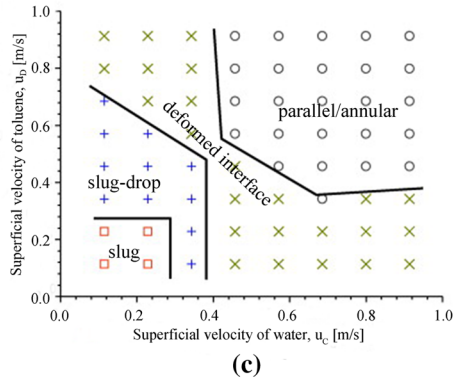 1.0
0.8
0.6
0.4
0.2
0.0
Superficial velocity of toluene, uD [m/s]
parallel/annular
deformed interface
slug-drop
slug
0.0 0.2 0.4 0.6 0.8 1.0
Superficial velocity of water, uC [m/s]
(c)